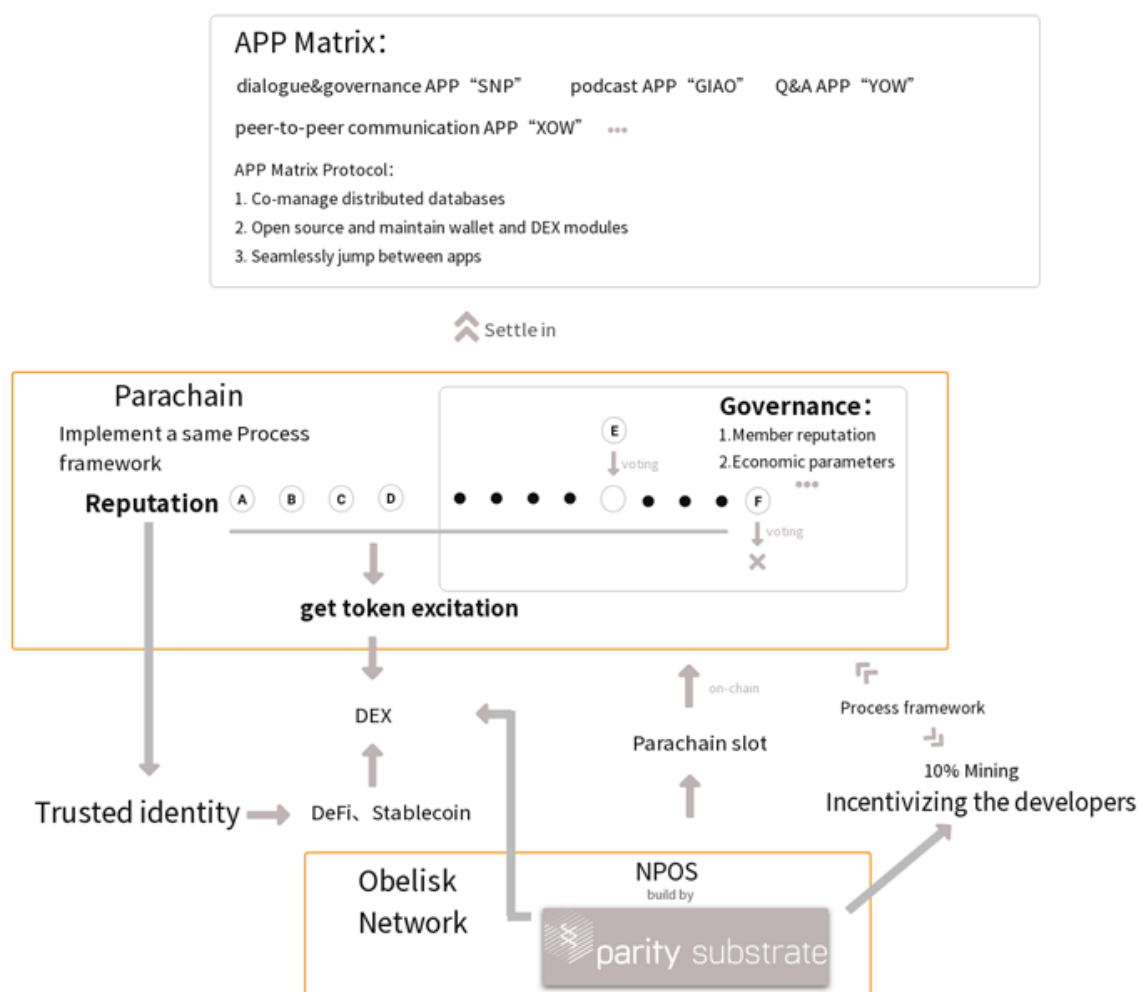 APP Matrix：
dialogue&governance APP “SNP” podcast APP “GIAO” Q&A APP “YOW”
peer-to-peer communication APP “XOW” •••
APP Matrix Protocol：
1. Co-manage distributed databases
2. Open source and maintain wallet and DEX modules
3. Seamlessly jump between apps
Settle in
Parachain
Implement a same Process
framework
Governance：
1.Member reputation
2.Economic parameters
•••
E
voting
Reputation A B C D
F
voting
get token excitation
DEX
on-chain
Parachain slot
Process framework
10% Mining
Incentivizing the developers
Trusted identity
DeFi、Stablecoin
Obelisk
Network
NPOS
build by
parity substrate